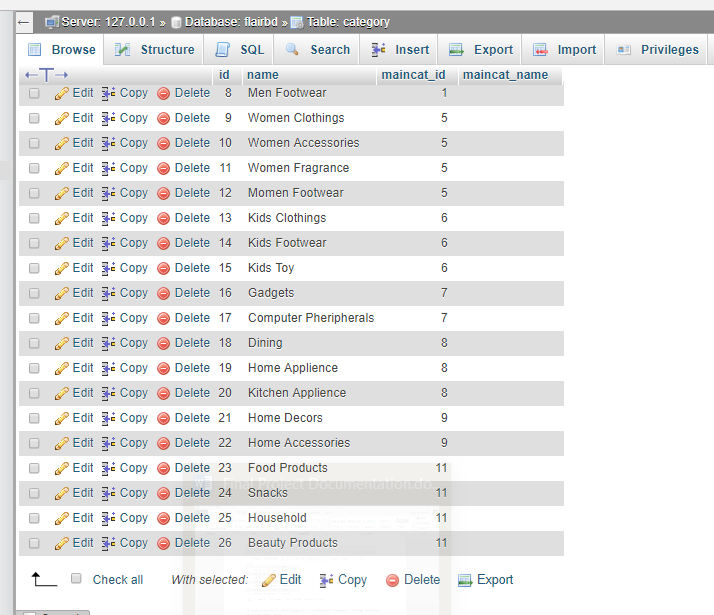 Server: 127.0.0.1 » Database: flairbd » Table: category
Browse Structure SQL Search Insert Export Import Privileges
id name maincat_id maincat_name
Edit Copy Delete 8 Men Footwear 1
Edit Copy Delete 9 Women Clothings 5
Edit Copy Delete 10 Women Accessories 5
Edit Copy Delete 11 Women Fragrance 5
Edit Copy Delete 12 Momen Footwear 5
Edit Copy Delete 13 Kids Clothings 6
Edit Copy Delete 14 Kids Footwear 6
Edit Copy Delete 15 Kids Toy 6
Edit Copy Delete 16 Gadgets 7
Edit Copy Delete 17 Computer Pheripherals 7
Edit Copy Delete 18 Dining 8
Edit Copy Delete 19 Home Applience 8
Edit Copy Delete 20 Kitchen Applience 8
Edit Copy Delete 21 Home Decors 9
Edit Copy Delete 22 Home Accessories 9
Edit Copy Delete 23 Food Products 11
Final Project Documentation.do
Edit Copy Delete 24 Snacks 11
Edit Copy Delete 25 Household 11
Edit Copy Delete 26 Beauty Products 11
Check all With selected: Edit Copy Delete Export